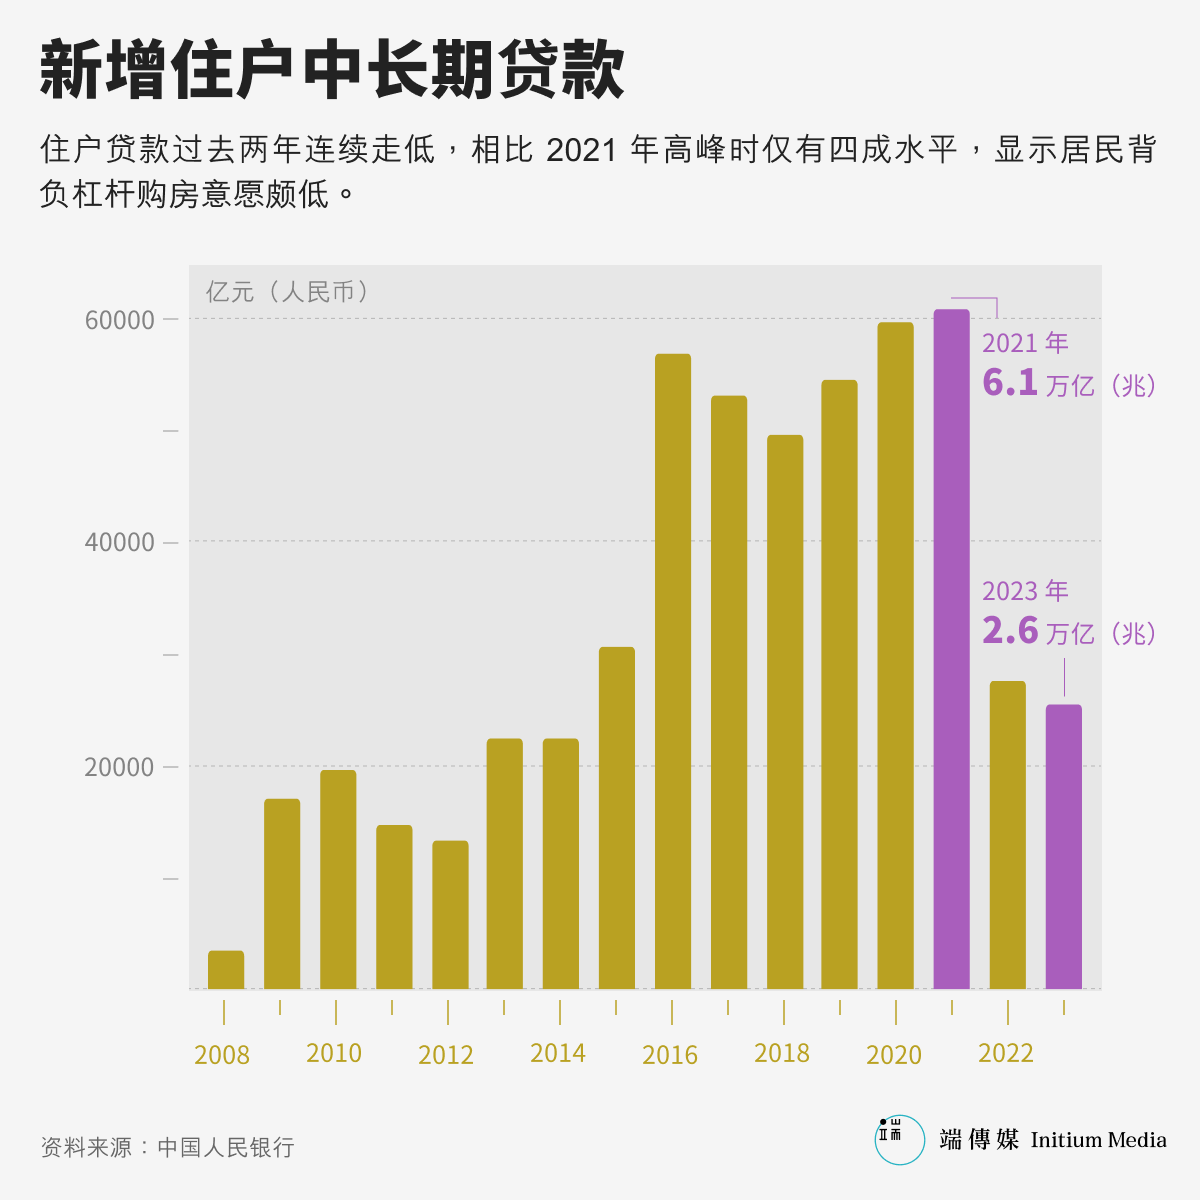 新增住户中长期贷款
住户贷款过去两年连续走低，相比 2021 年高峰时仅有四成水平，显示居民背
负杠杆购房意愿颇低。
亿元（人民币）
60000
40000
20000
2021 年
6.1 万亿（兆）
2023 年
2.6 万亿（兆）
2008 2010 2012 2014 2016 2018 2020 2022
资料来源：中国人民银行
端傳媒 Initium Media